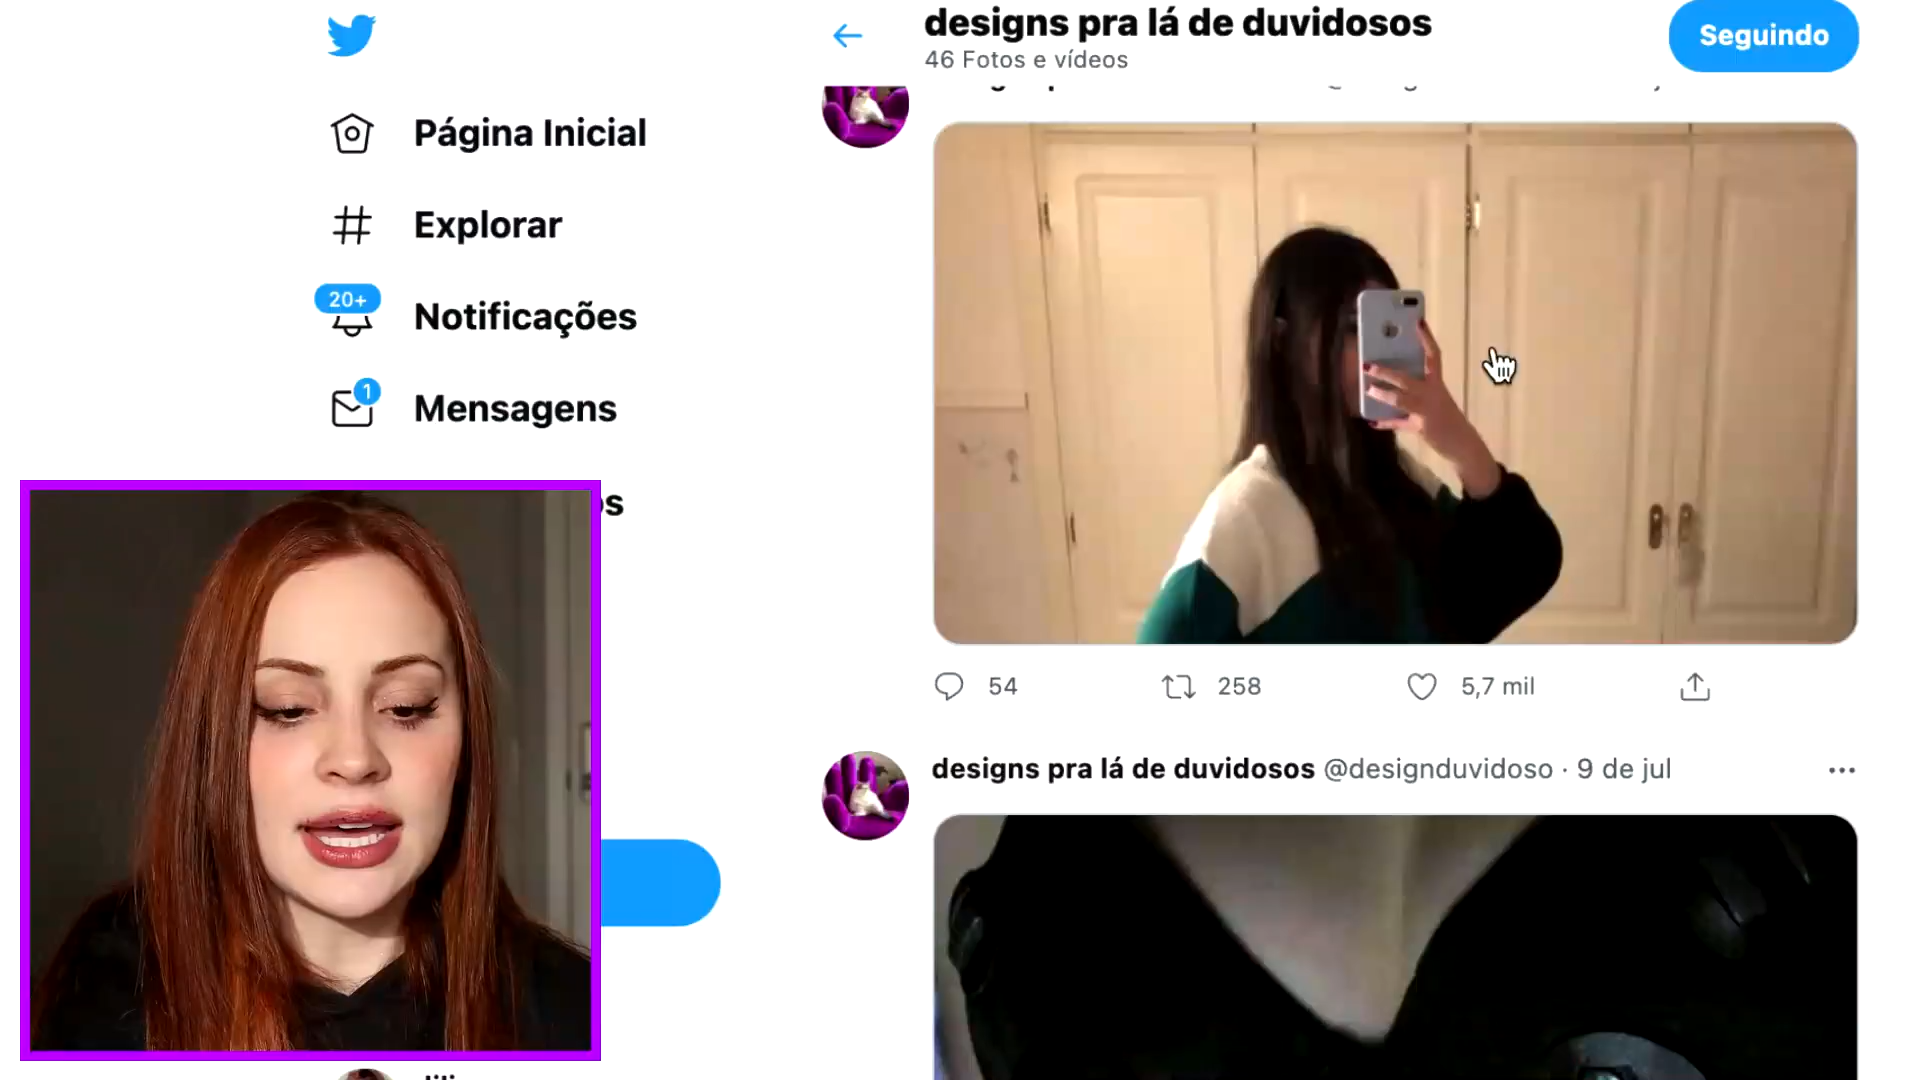 designs pra lá de duvidosos
46 Fotos e vídeos
Seguindo
Página Inicial
Explorar
20+
Notificações
1
Mensagens
54
258
5,7 mil
designs pra lá de duvidosos @designduvidoso · 9 de jul